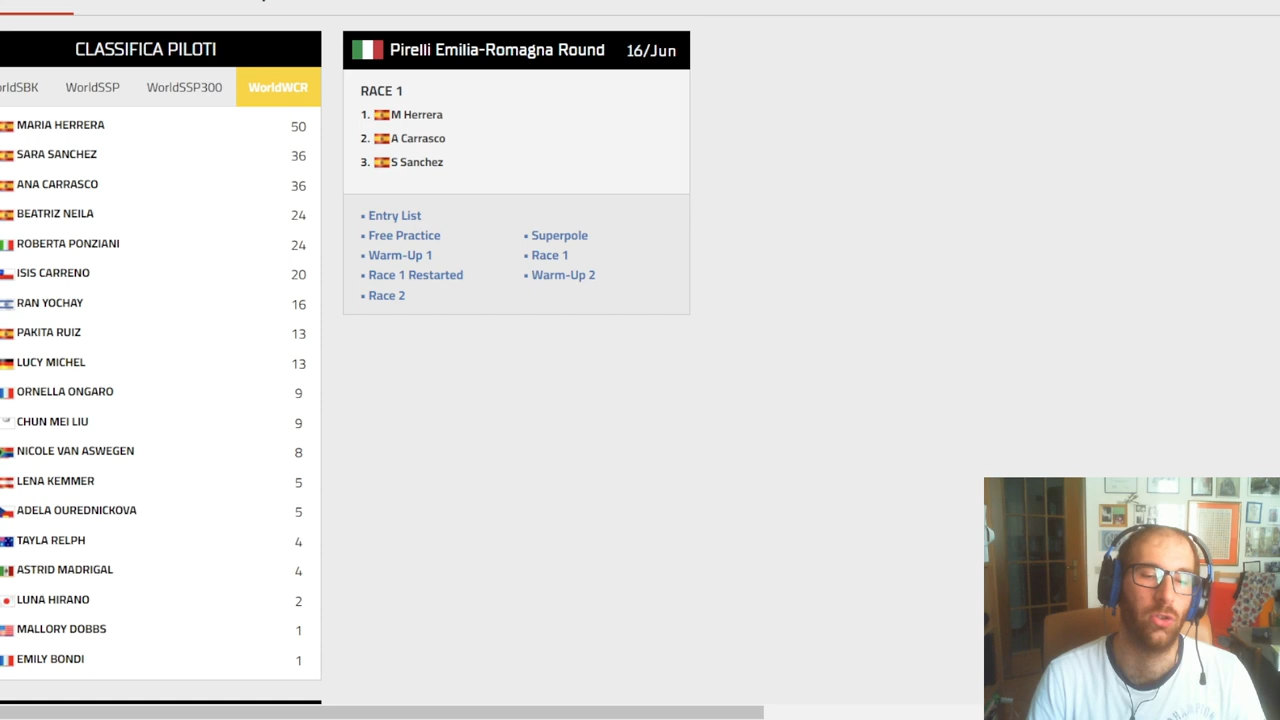 CLASSIFICA PILOTI
rldSBK WorldSSP WorldSSP300 WorldWCR
MARIA HERRERA 50
SARA SANCHEZ 36
ANA CARRASCO 36
BEATRIZ NEILA 24
ROBERTA PONZIANI 24
ISIS CARRENO 20
RAN YOCHAY 16
PAKITA RUIZ 13
LUCY MICHEL 13
ORNELLA ONGARO 9
CHUN MEI LIU 9
NICOLE VAN ASWEGEN 8
LENA KEMMER 5
ADELA OUREDNICKOVA 5
TAYLA RELPH 4
ASTRID MADRIGAL 4
LUNA HIRANO 2
MALLORY DOBBS 1
EMILY BONDI 1
Pirelli Emilia-Romagna Round 16/Jun
RACE 1
1. M Herrera
2. A Carrasco
3. S Sanchez
▪ Entry List
▪ Free Practice ▪ Superpole
▪ Warm-Up 1 ▪ Race 1
▪ Race 1 Restarted ▪ Warm-Up 2
▪ Race 2